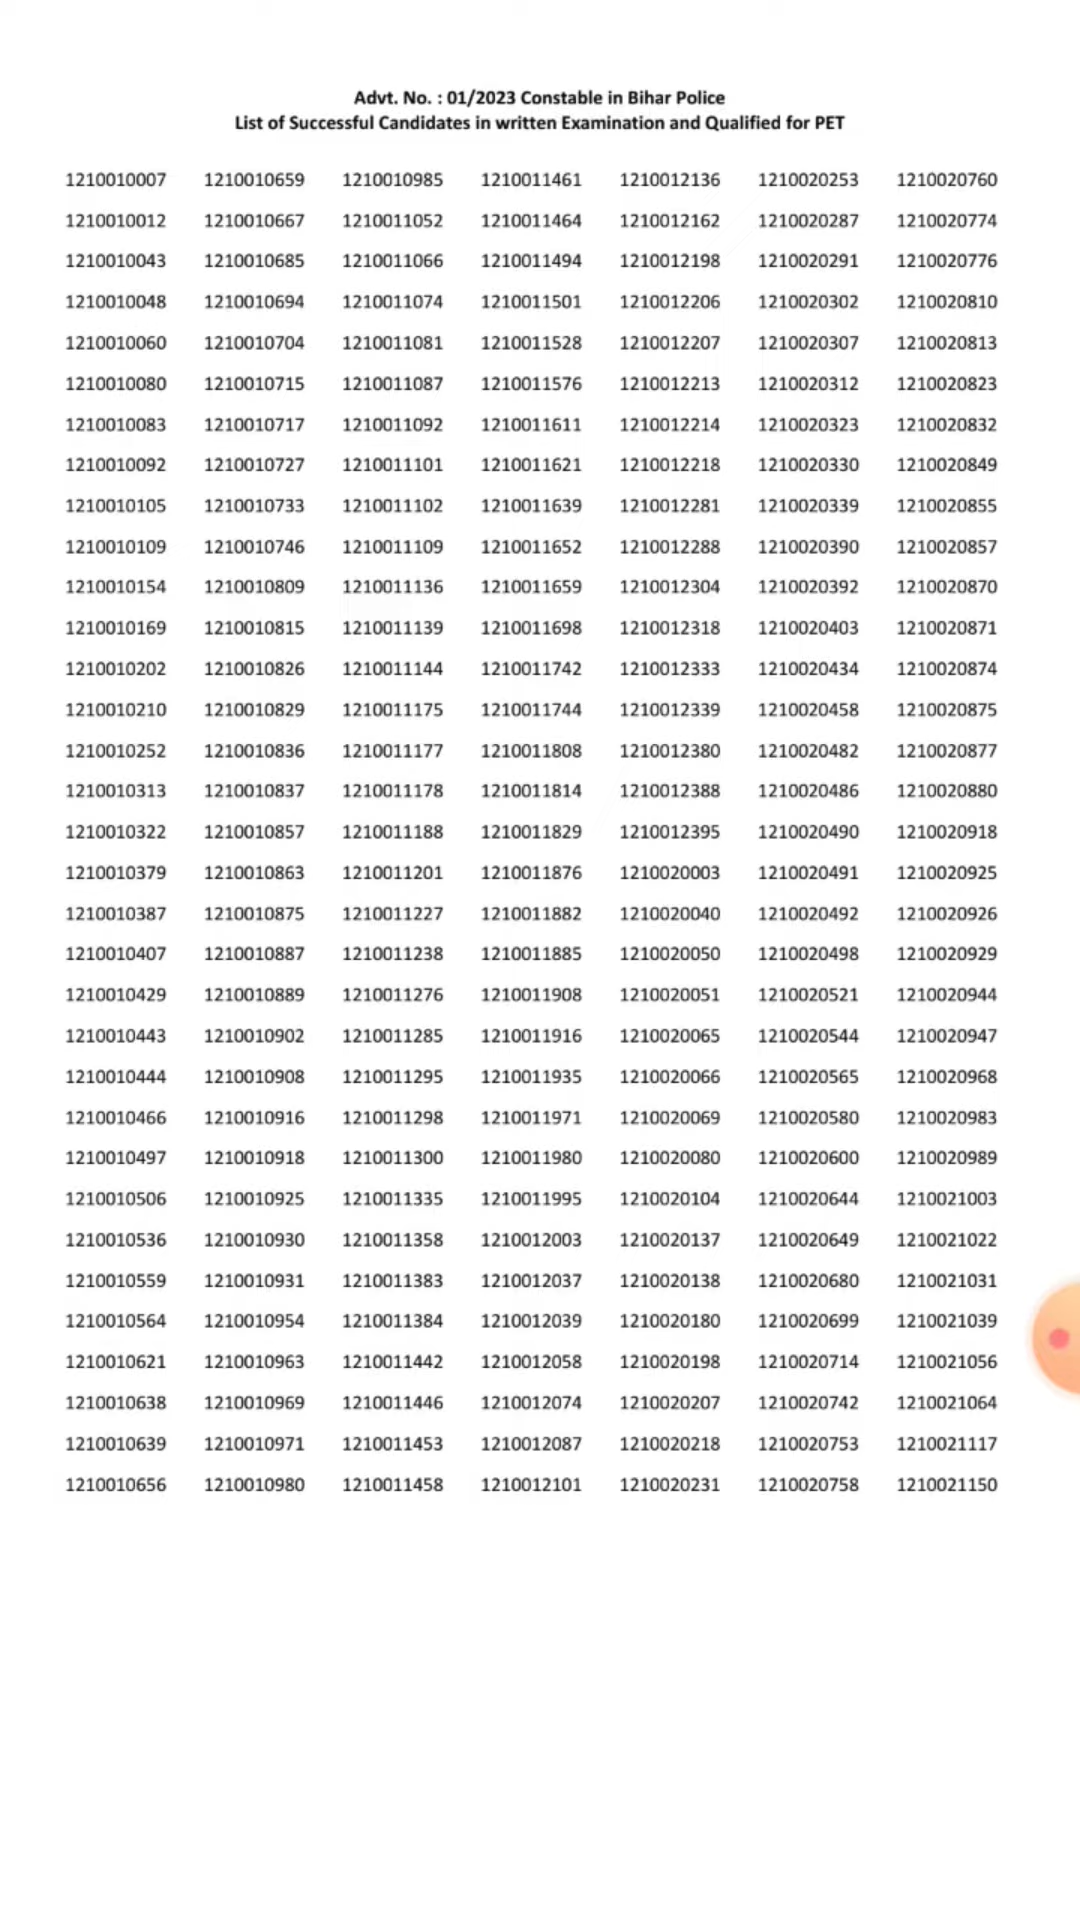 Advt. No. : 01/2023 Constable in Bihar Police
List of Successful Candidates in written Examination and Qualified for PET
1210010007 1210010659 1210010985 1210011461 1210012136 1210020253 1210020760
1210010012 1210010667 1210011052 1210011464 1210012162 1210020287 1210020774
1210010043 1210010685 1210011066 1210011494 1210012198 1210020291 1210020776
1210010048 1210010694 1210011074 1210011501 1210012206 1210020302 1210020810
1210010060 1210010704 1210011081 1210011528 1210012207 1210020307 1210020813
1210010080 1210010715 1210011087 1210011576 1210012213 1210020312 1210020823
1210010083 1210010717 1210011092 1210011611 1210012214 1210020323 1210020832
1210010092 1210010727 1210011101 1210011621 1210012218 1210020330 1210020849
1210010105 1210010733 1210011102 1210011639 1210012281 1210020339 1210020855
1210010109 1210010746 1210011109 1210011652 1210012288 1210020390 1210020857
1210010154 1210010809 1210011136 1210011659 1210012304 1210020392 1210020870
1210010169 1210010815 1210011139 1210011698 1210012318 1210020403 1210020871
1210010202 1210010826 1210011144 1210011742 1210012333 1210020434 1210020874
1210010210 1210010829 1210011175 1210011744 1210012339 1210020458 1210020875
1210010252 1210010836 1210011177 1210011808 1210012380 1210020482 1210020877
1210010313 1210010837 1210011178 1210011814 1210012388 1210020486 1210020880
1210010322 1210010857 1210011188 1210011829 1210012395 1210020490 1210020918
1210010379 1210010863 1210011201 1210011876 1210020003 1210020491 1210020925
1210010387 1210010875 1210011227 1210011882 1210020040 1210020492 1210020926
1210010407 1210010887 1210011238 1210011885 1210020050 1210020498 1210020929
1210010429 1210010889 1210011276 1210011908 1210020051 1210020521 1210020944
1210010443 1210010902 1210011285 1210011916 1210020065 1210020544 1210020947
1210010444 1210010908 1210011295 1210011935 1210020066 1210020565 1210020968
1210010466 1210010916 1210011298 1210011971 1210020069 1210020580 1210020983
1210010497 1210010918 1210011300 1210011980 1210020080 1210020600 1210020989
1210010506 1210010925 1210011335 1210011995 1210020104 1210020644 1210021003
1210010536 1210010930 1210011358 1210012003 1210020137 1210020649 1210021022
1210010559 1210010931 1210011383 1210012037 1210020138 1210020680 1210021031
1210010564 1210010954 1210011384 1210012039 1210020180 1210020699 1210021039
1210010621 1210010963 1210011442 1210012058 1210020198 1210020714 1210021056
1210010638 1210010969 1210011446 1210012074 1210020207 1210020742 1210021064
1210010639 1210010971 1210011453 1210012087 1210020218 1210020753 1210021117
1210010656 1210010980 1210011458 1210012101 1210020231 1210020758 1210021150